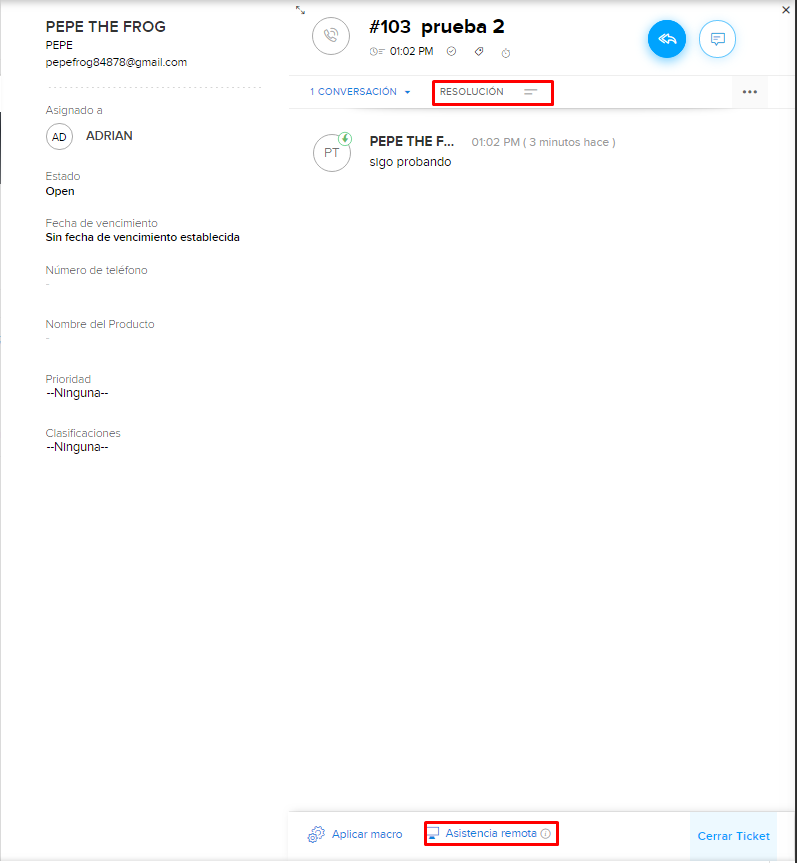 PEPE THE FROG
PEPE
pepefrog84878@gmail.com
Asignado a
AD ADRIAN
Estado
Open
Fecha de vencimiento
Sin fecha de vencimiento establecida
Número de teléfono
-
Nombre del Producto
-
Prioridad
--Ninguna--
Clasificaciones
--Ninguna--
#103 prueba 2
01:02 PM
1 CONVERSACIÓN RESOLUCIÓN
PT PEPE THE F... 01:02 PM ( 3 minutos hace )
sigo probando
Aplicar macro Asistencia remota Cerrar Ticket